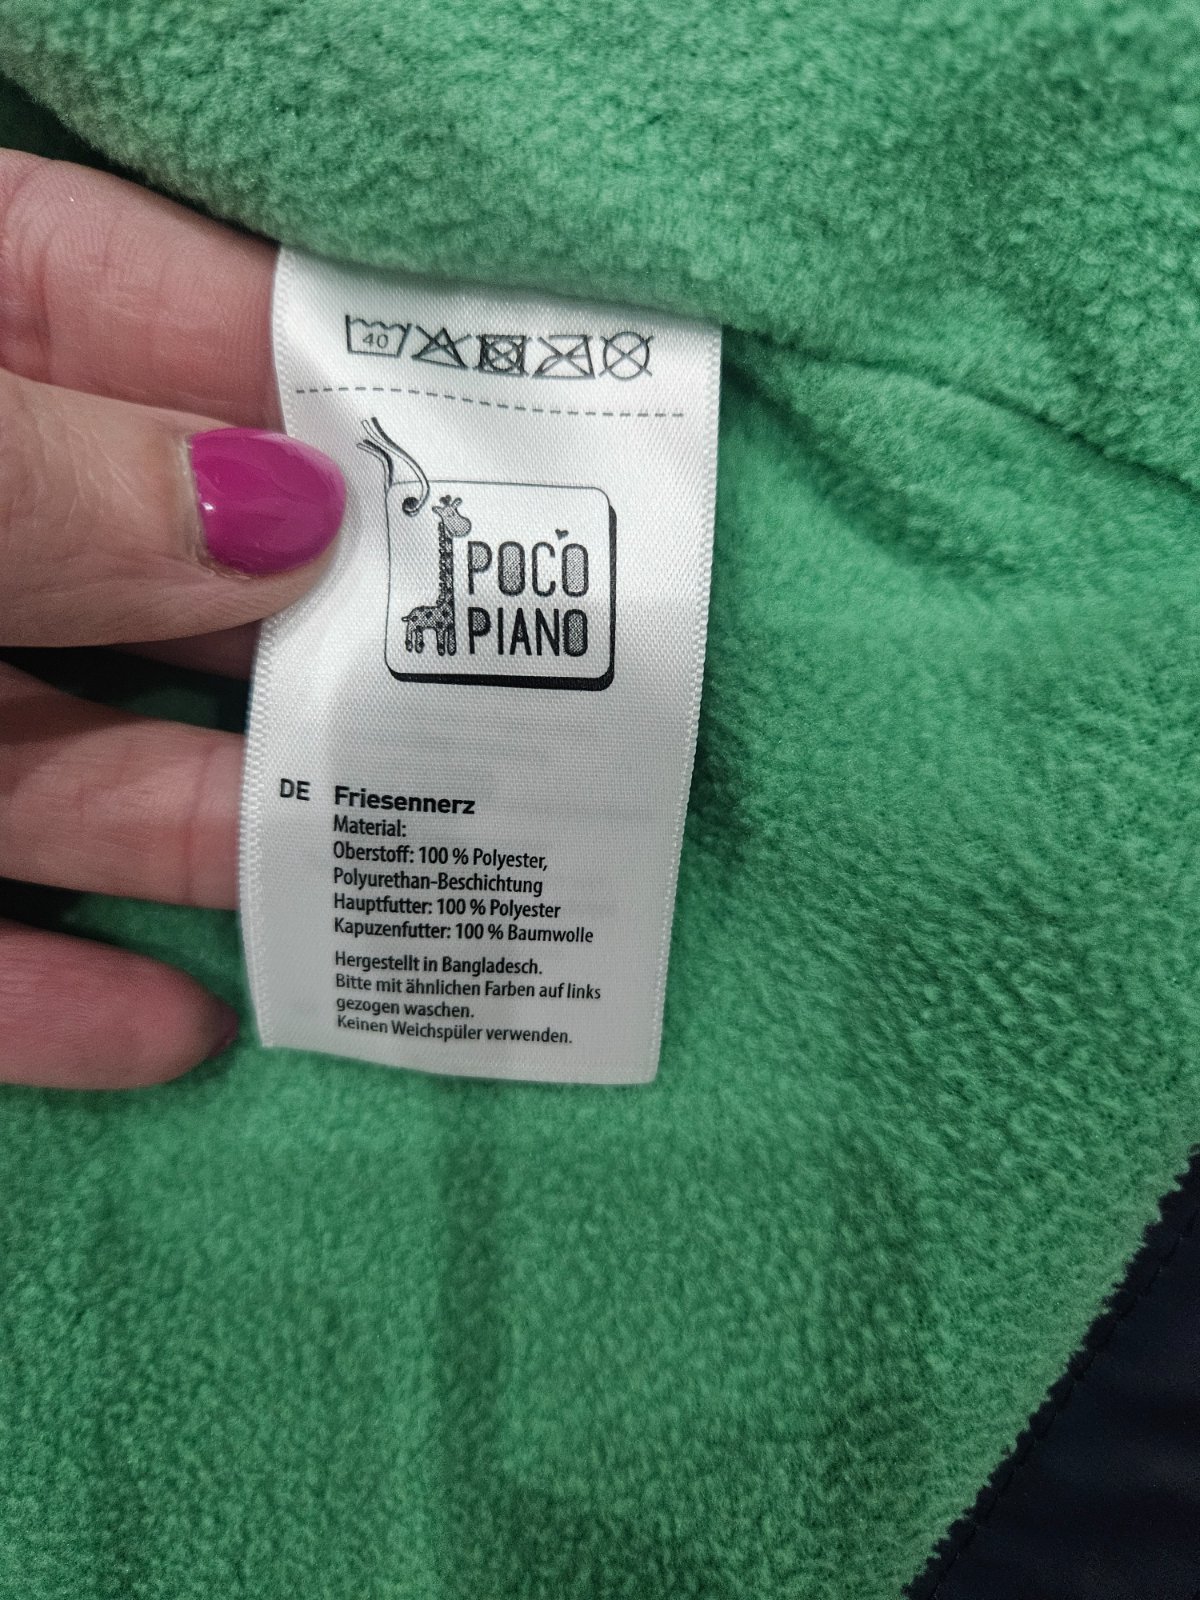 40
POCO
PIANO
DE Friesennerz
Material:
Oberstoff: 100 % Polyester,
Polyurethan-Beschichtung
Hauptfutter: 100 % Polyester
Kapuzenfutter: 100 % Baumwolle
Hergestellt in Bangladesch.
Bitte mit ähnlichen Farben auf links
gezogen waschen.
Keinen Weichspüler verwenden.